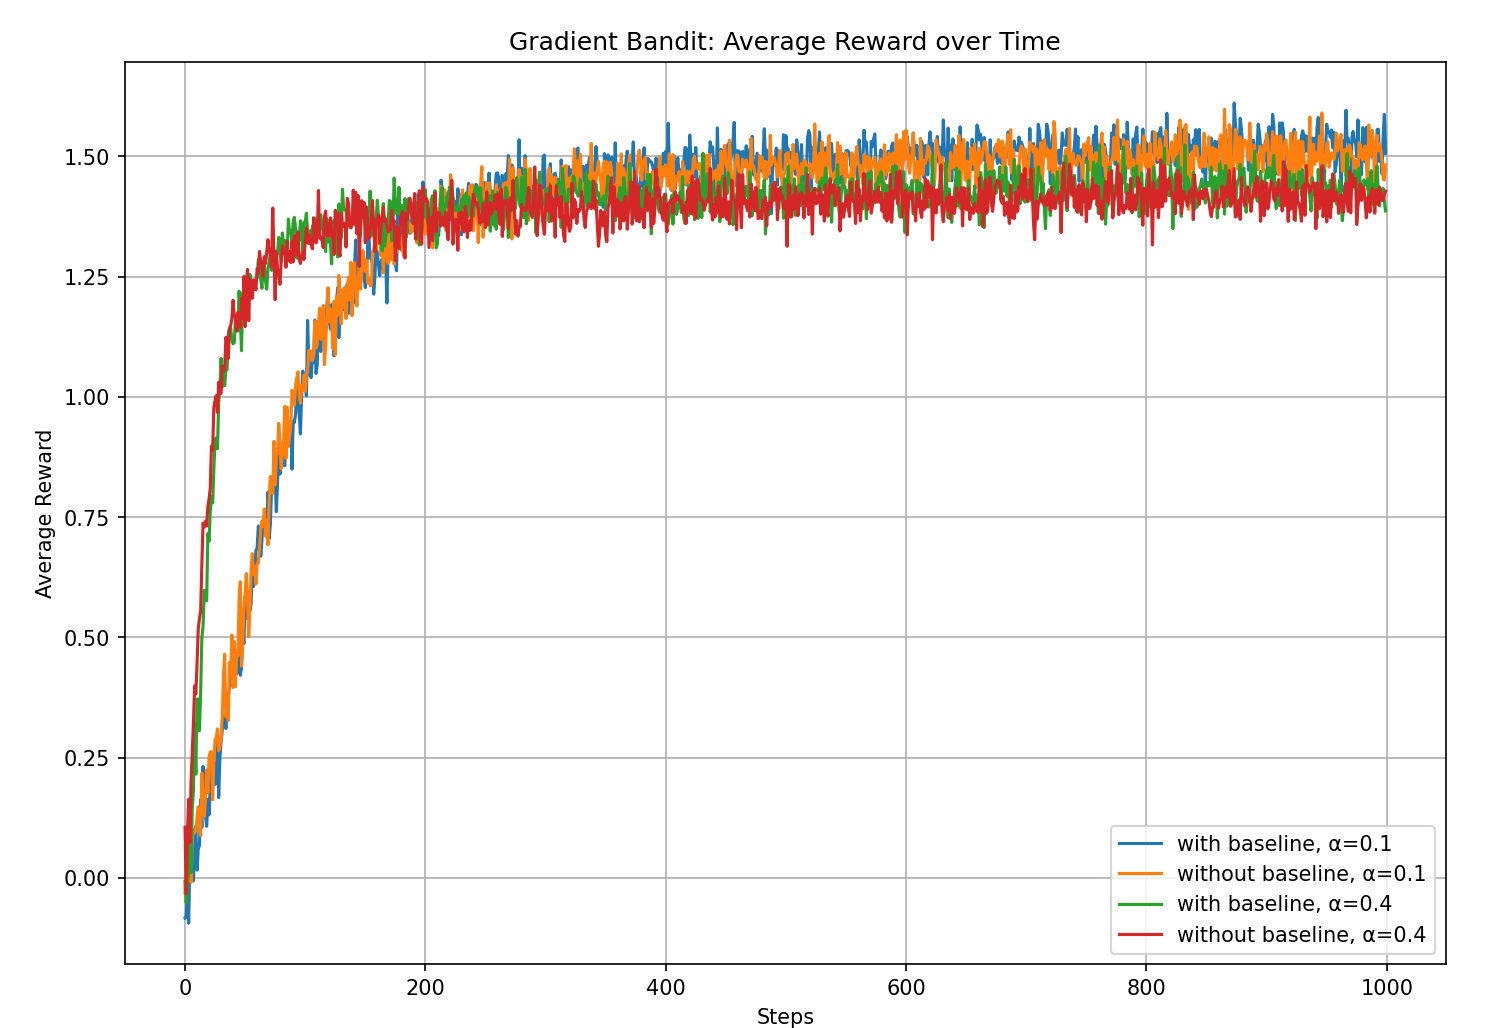 Gradient Bandit: Average Reward over Time
Average Reward
1.50
1.25
1.00
0.75
0.50
0.25
0.00
0
200
400
600
800
1000
Steps
with baseline, α=0.1
without baseline, α=0.1
with baseline, α=0.4
without baseline, α=0.4